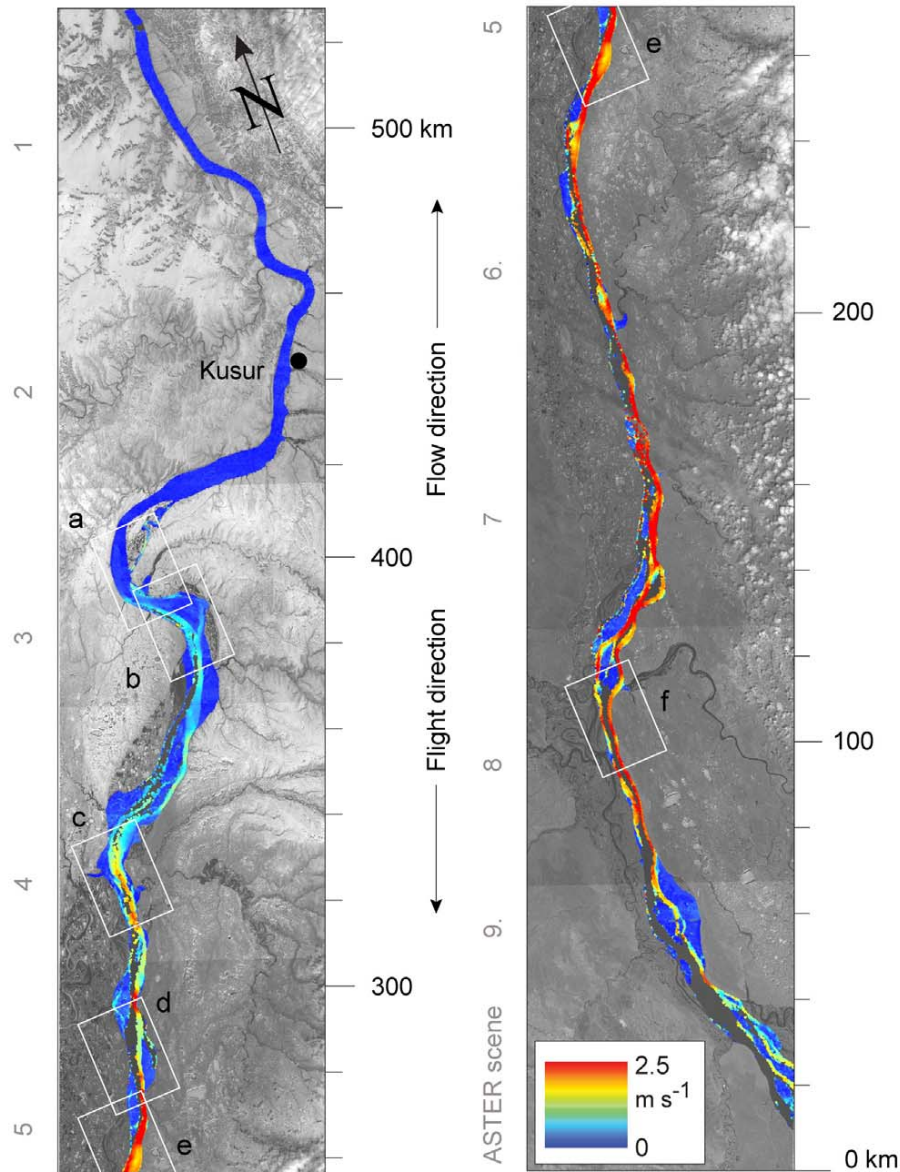 N
1
500 km
Flow direction
2
Kusur
a
400
3
b
Flight direction
c
4
300
d
5
e
5
e
6.
200
7
f
100
8
9.
ASTER scene
2.5
m s⁻¹
0
0 km